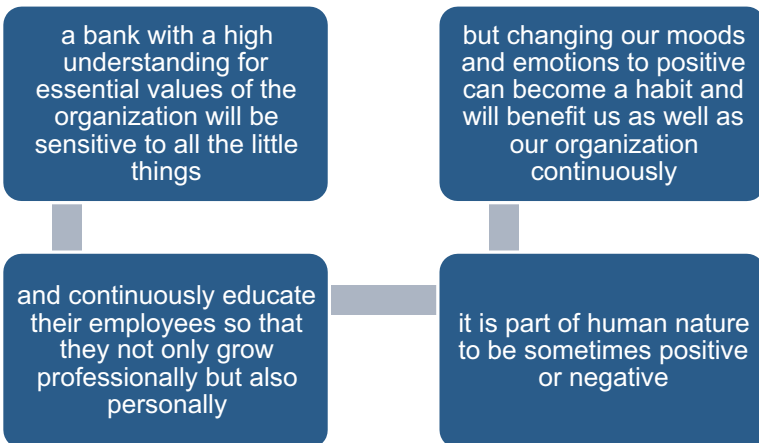 a bank with a high
understanding for
essential values of the
organization will be
sensitive to all the little
things
and continuously educate
their employees so that
they not only grow
professionally but also
personally
it is part of human nature
to be sometimes positive
or negative
but changing our moods
and emotions to positive
can become a habit and
will benefit us as well as
our organization
continuously